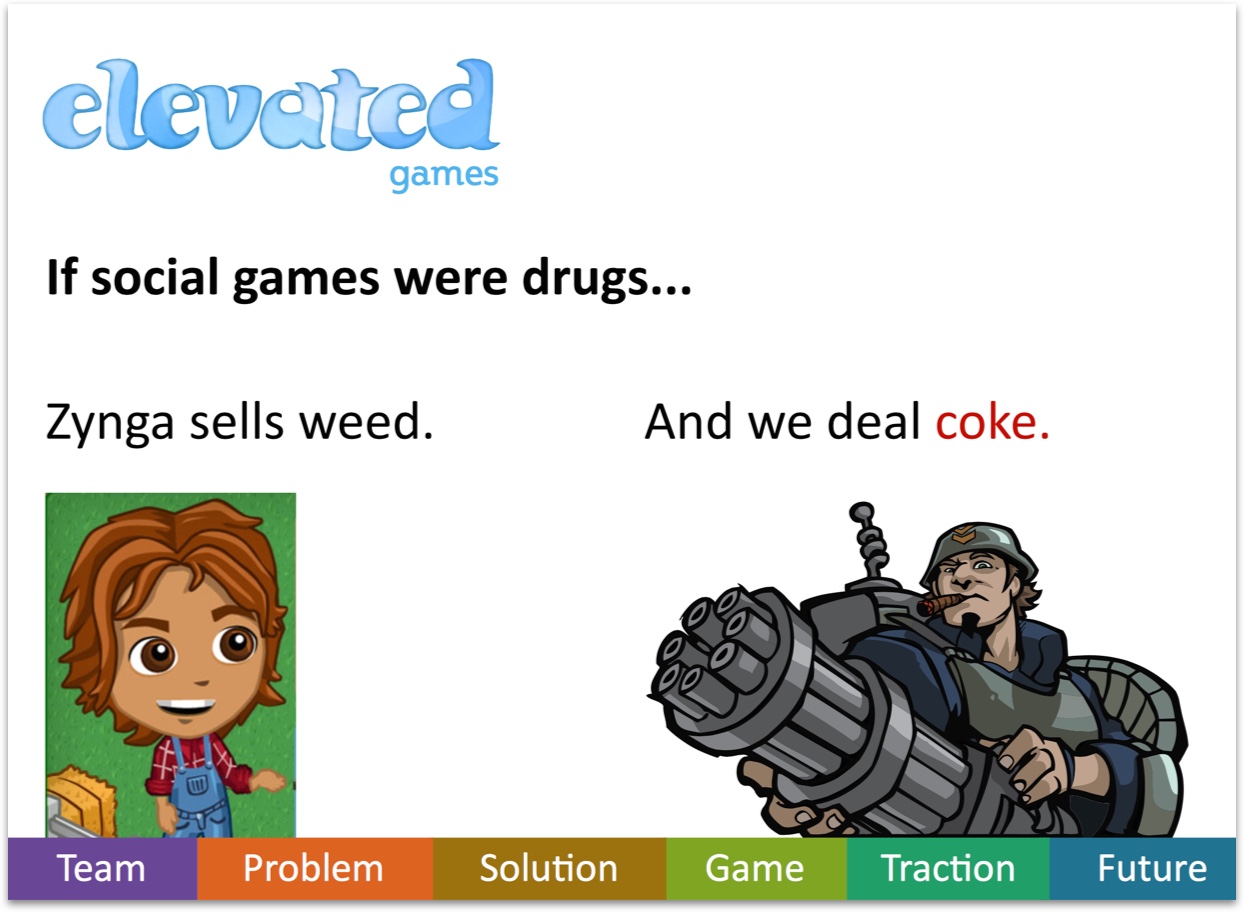 elevated
games
If social games were drugs...
Zynga sells weed.
And we deal coke.
Team Problem Solution Game Traction Future